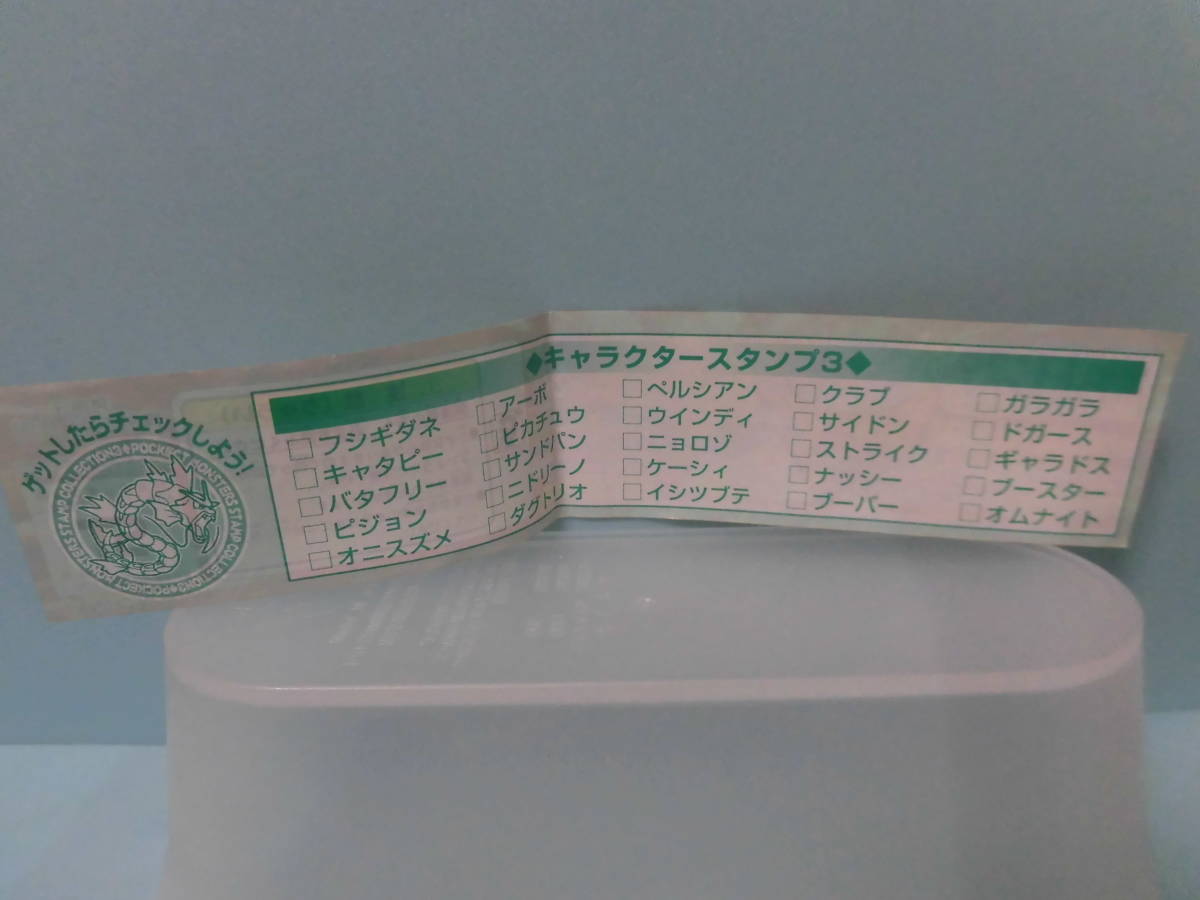 ゲットしたらチェックしよう!
POCKECT MONSTERS STAMP COLLECTION3
POCKECT MONSTERS STAMP COLLECTION3
◆キャラクタースタンプ3◆
□フシギダネ
□キャタピー
□バタフリー
□ピジョン
□オニスズメ
□アーボ
□ピカチュウ
□サンドパン
□ニドリーノ
□ダグトリオ
□ペルシアン
□ウインディ
□ニョロゾ
□ケーシィ
□イシツブテ
□クラブ
□サイドン
□ストライク
□ナッシー
□ブーバー
□ガラガラ
□ドガース
□ギャラドス
□ブースター
□オムナイト